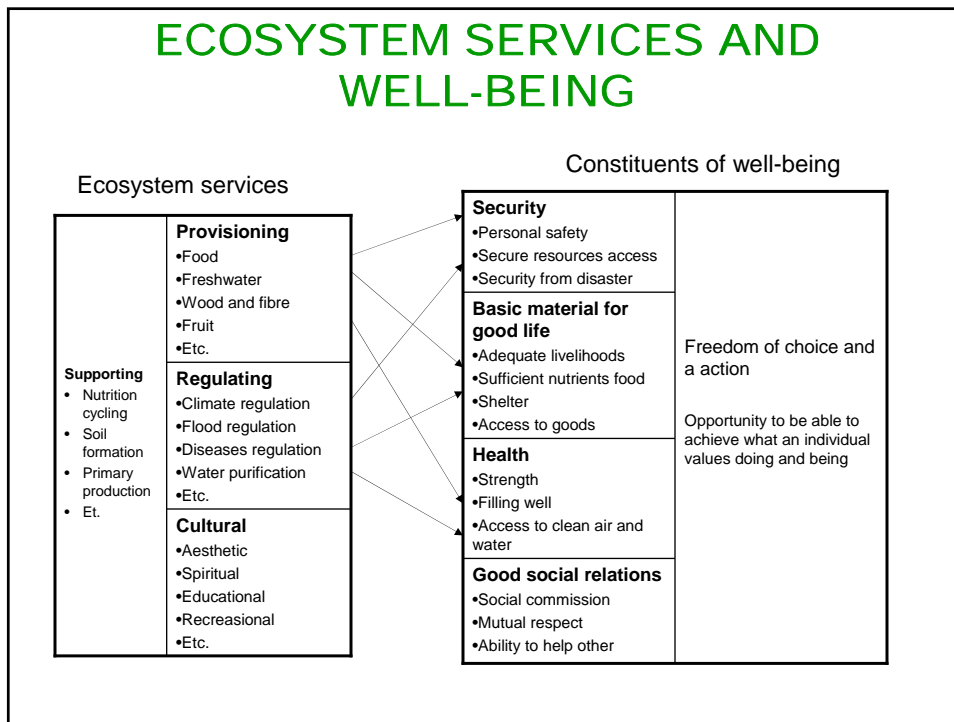 ECOSYSTEM SERVICES AND
WELL-BEING
Ecosystem services
Supporting
• Nutrition
cycling
• Soil
formation
• Primary
production
• Et.
Provisioning
•Food
•Freshwater
•Wood and fibre
•Fruit
•Etc.
Regulating
•Climate regulation
•Flood regulation
•Diseases regulation
•Water purification
•Etc.
Cultural
•Aesthetic
•Spiritual
•Educational
•Recreasional
•Etc.
Constituents of well-being
Security
•Personal safety
•Secure resources access
•Security from disaster
Basic material for
good life
•Adequate livelihoods
•Sufficient nutrients food
•Shelter
•Access to goods
Health
•Strength
•Filling well
•Access to clean air and
water
Good social relations
•Social commission
•Mutual respect
•Ability to help other
Freedom of choice and
a action
Opportunity to be able to
achieve what an individual
values doing and being